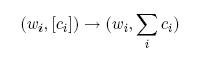 (w_i, [c_i]) → (w_i, ∑_i c_i)